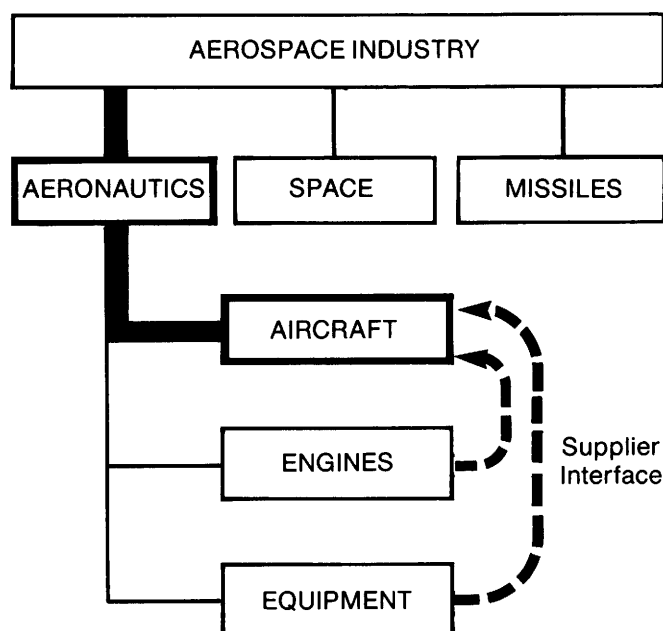 AEROSPACE INDUSTRY
AERONAUTICS
SPACE
MISSILES
AIRCRAFT
ENGINES
Supplier
Interface
EQUIPMENT